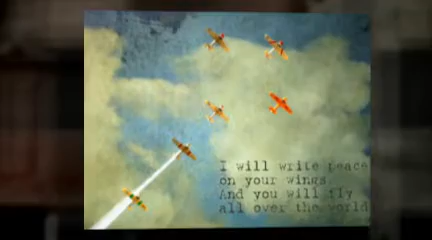 I will write peace
on your wings
And you will fly
all over the world